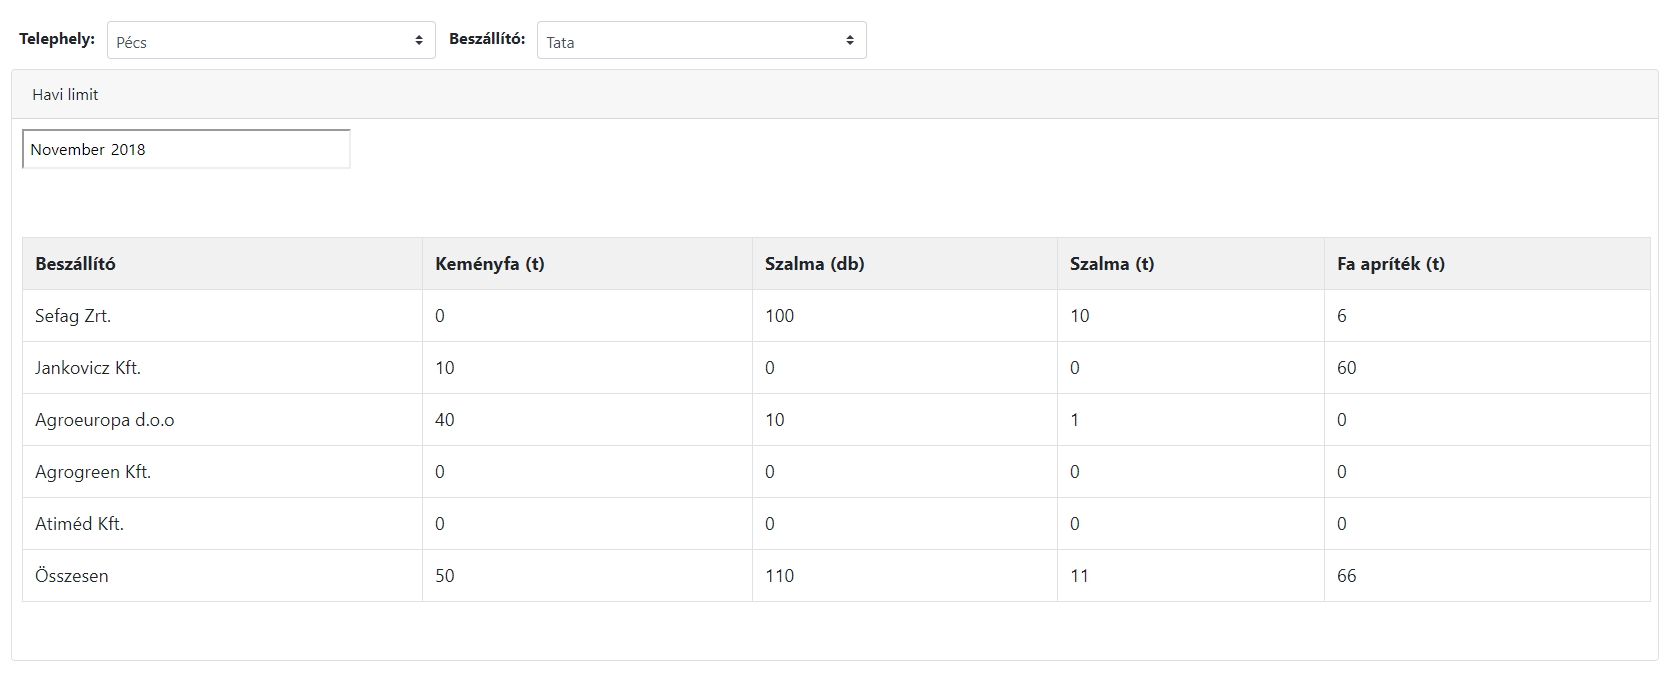 Telephely: Pécs Beszállító: Tata
Havi limit
November 2018
Beszállító Keményfa (t) Szalma (db) Szalma (t) Fa apríték (t)
Sefag Zrt. 0 100 10 6
Jankovicz Kft. 10 0 0 60
Agroeuropa d.o.o 40 10 1 0
Agrogreen Kft. 0 0 0 0
Atiméd Kft. 0 0 0 0
Összesen 50 110 11 66